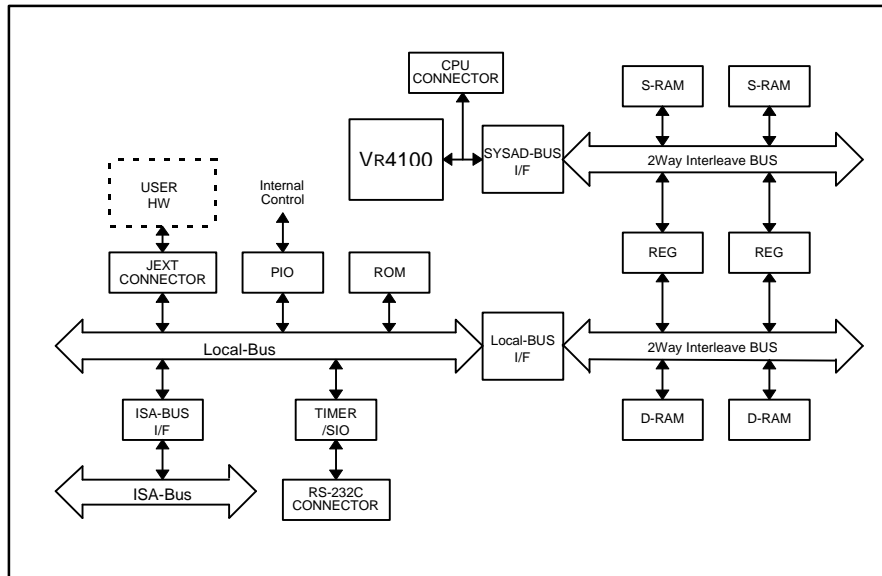 CPU
CONNECTOR
S-RAM
S-RAM
VR4100
SYSAD-BUS
I/F
2Way Interleave BUS
USER
HW
Internal
Control
JEXT
CONNECTOR
PIO
ROM
REG
REG
Local-Bus
Local-BUS
I/F
2Way Interleave BUS
ISA-BUS
I/F
TIMER
/SIO
D-RAM
D-RAM
ISA-Bus
RS-232C
CONNECTOR